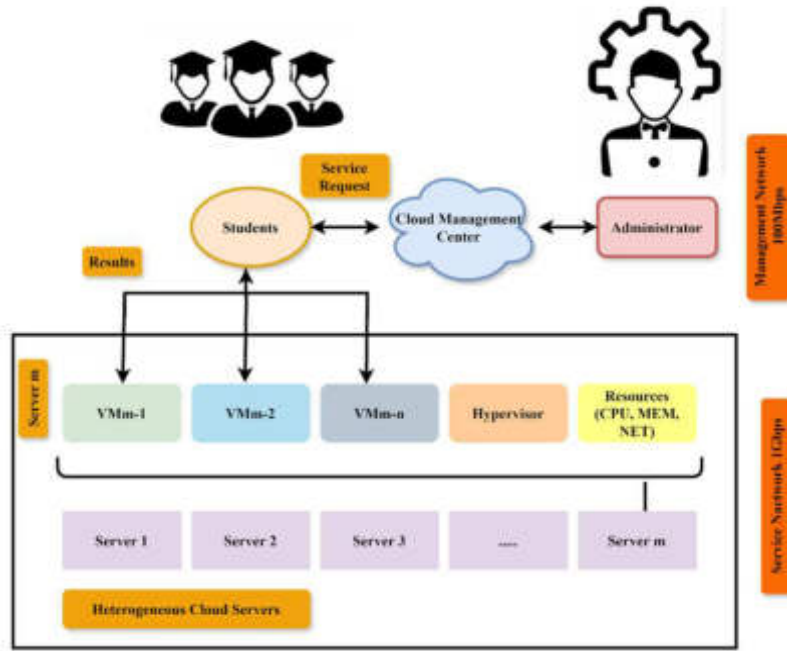 Service
Request
Students
Cloud Management
Center
Administrator
Management Network
100Mbps
Results
Server m
VMm-1
VMm-2
VMm-n
Hypervisor
Resources
(CPU, MEM,
NET)
Service Nartwork 1Gbps
Server 1
Server 2
Server 3
.....
Server m
Heterogeneous Cloud Servers